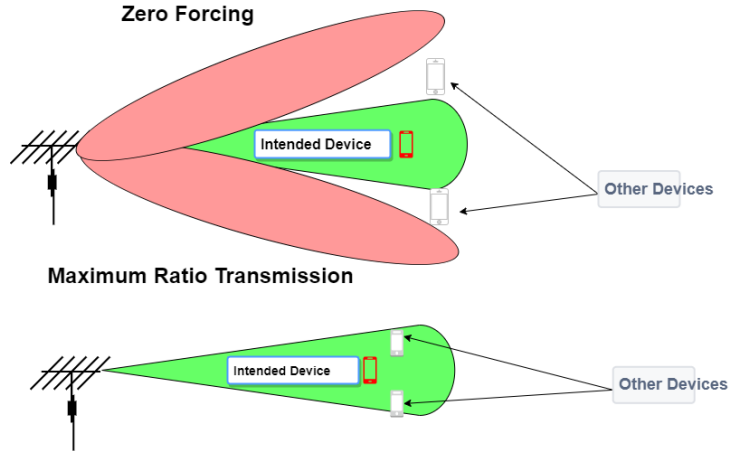 Zero Forcing
Intended Device
Other Devices
Maximum Ratio Transmission
Intended Device
Other Devices